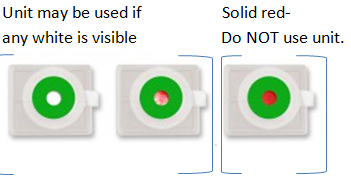 Unit may be used if
any white is visible
Solid red-
Do NOT use unit.